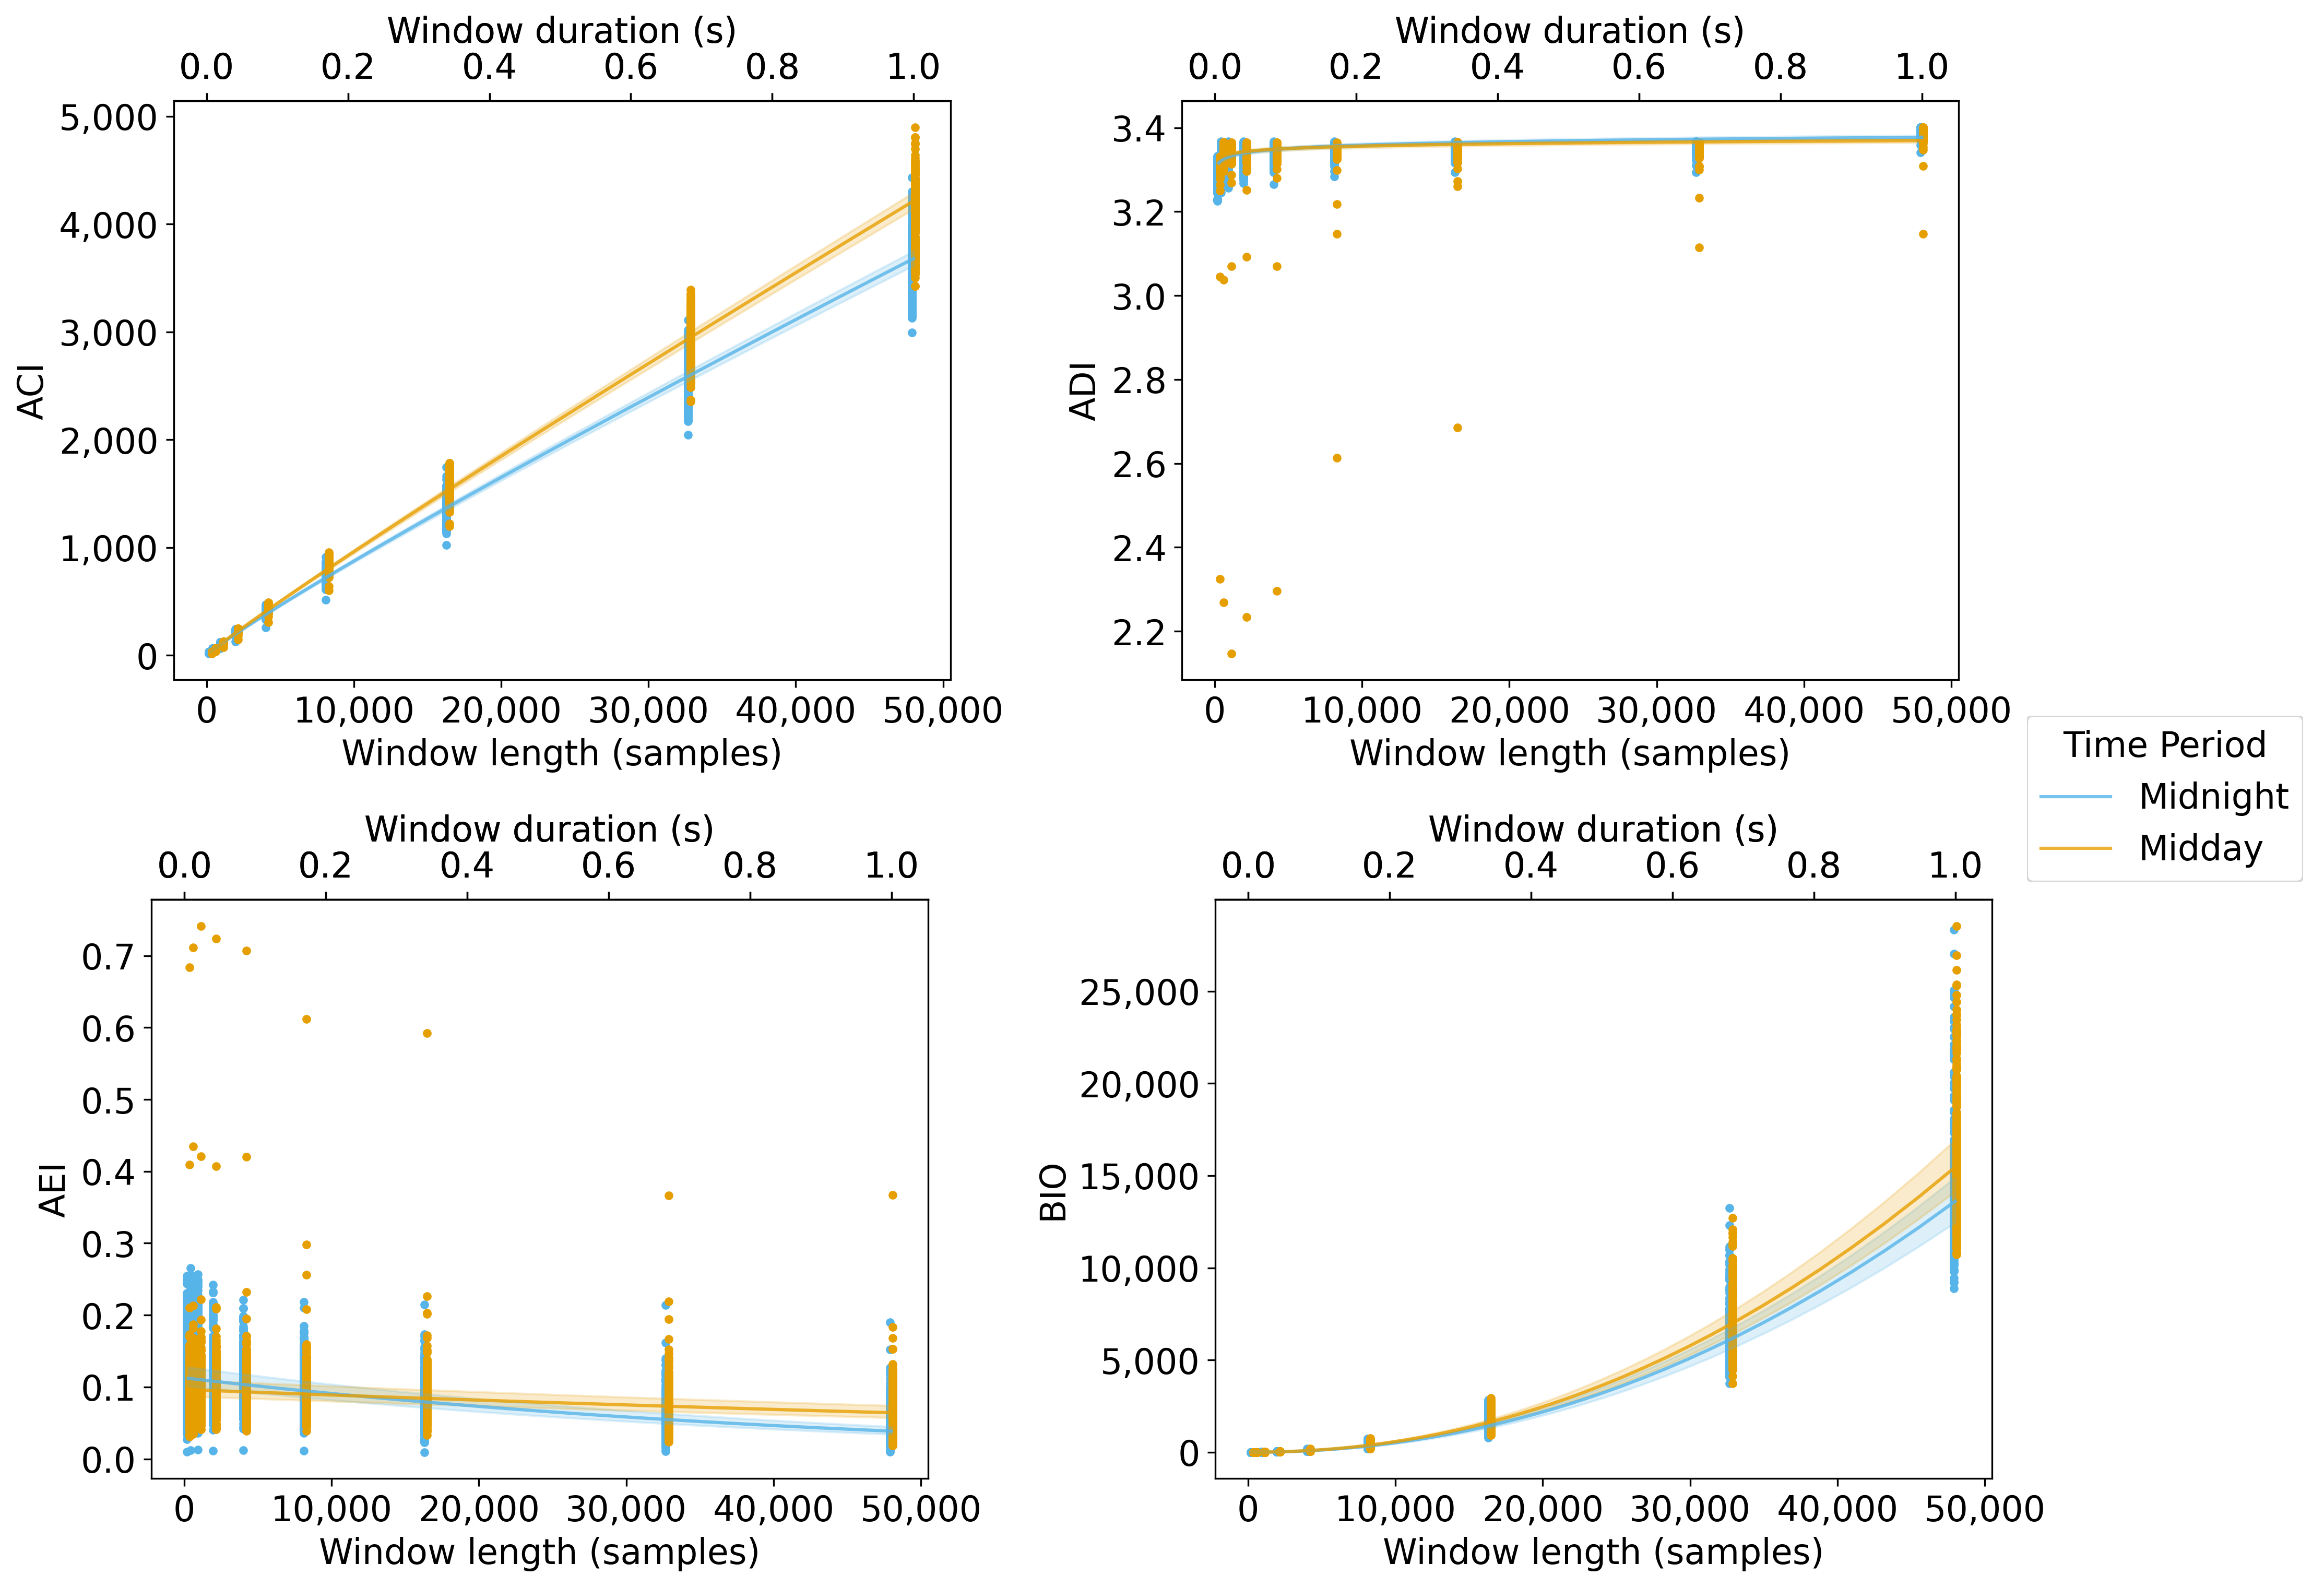 Window duration (s)
0.0 0.2 0.4 0.6 0.8 1.0
5,000
4,000
3,000
2,000
1,000
0
ACI
0 10,000 20,000 30,000 40,000 50,000
Window length (samples)
Window duration (s)
0.0 0.2 0.4 0.6 0.8 1.0
3.4
3.2
3.0
2.8
2.6
2.4
2.2
ADI
0 10,000 20,000 30,000 40,000 50,000
Window length (samples)
Time Period
Midnight
Midday
Window duration (s)
0.0 0.2 0.4 0.6 0.8 1.0
0.7
0.6
0.5
0.4
0.3
0.2
0.1
0.0
AEI
0 10,000 20,000 30,000 40,000 50,000
Window length (samples)
Window duration (s)
0.0 0.2 0.4 0.6 0.8 1.0
25,000
20,000
15,000
10,000
5,000
0
BIO
0 10,000 20,000 30,000 40,000 50,000
Window length (samples)